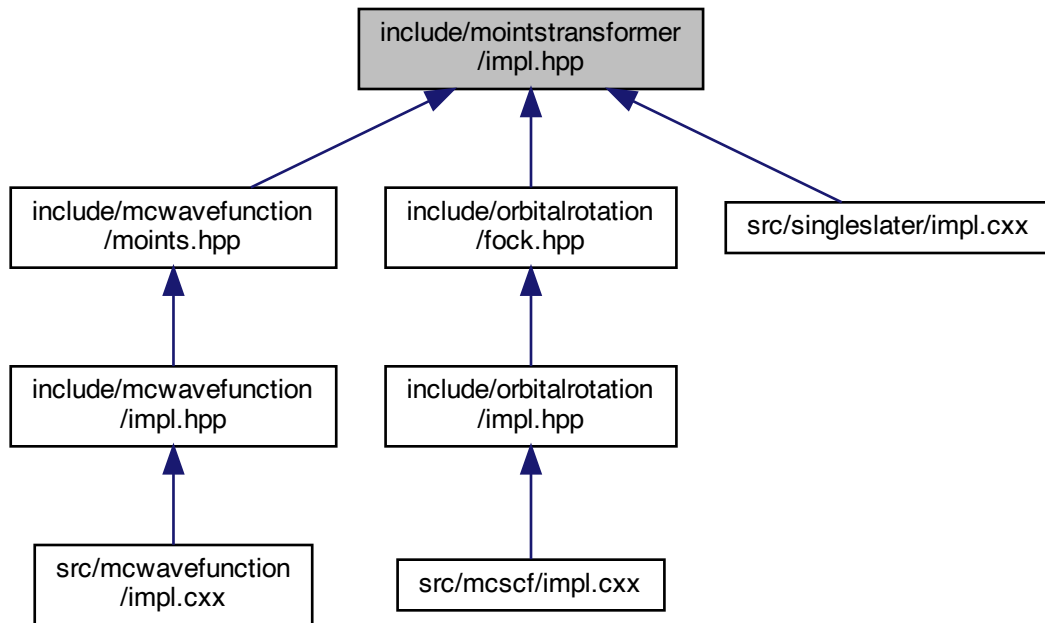 include/mointstransformer
/impl.hpp
include/mcwavefunction
/moints.hpp
include/orbitalrotation
/fock.hpp
src/singleslater/impl.cxx
include/mcwavefunction
/impl.hpp
include/orbitalrotation
/impl.hpp
src/mcwavefunction
/impl.cxx
src/mcscf/impl.cxx